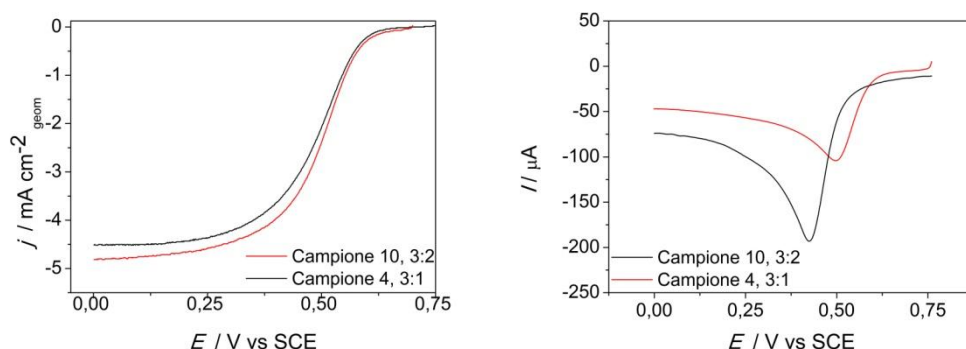 0
-1
-2
-3
-4
-5
j / mA cm-2 geom
0,00 0,25 0,50 0,75
E / V vs SCE
Campione 10, 3:2
Campione 4, 3:1
50
0
-50
-100
-150
-200
-250
I / µA
0,00 0,25 0,50 0,75
E / V vs SCE
Campione 10, 3:2
Campione 4, 3:1